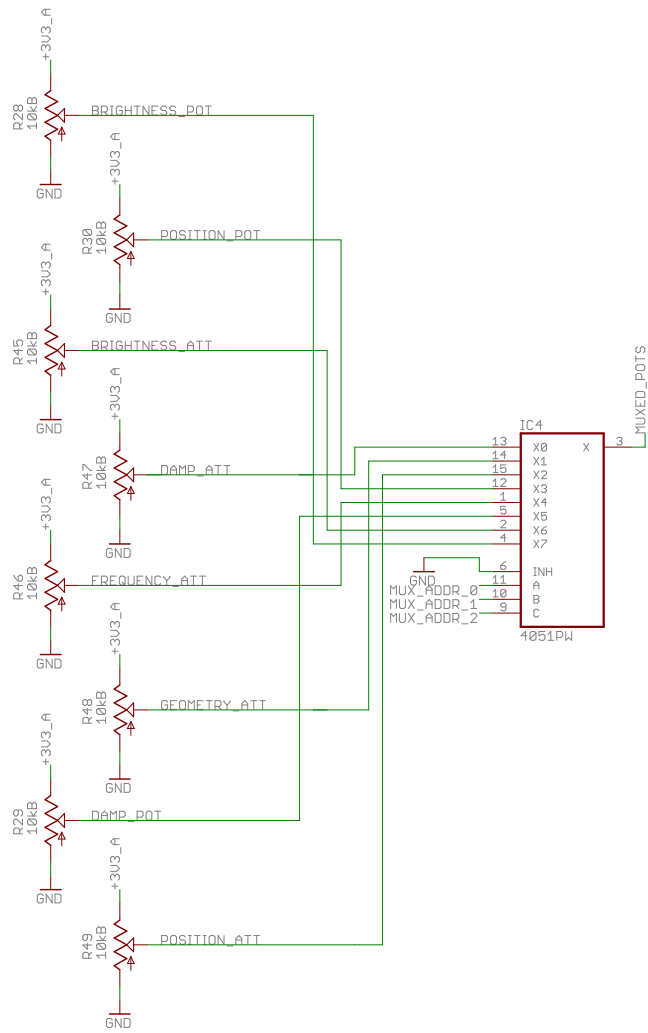 +3V3_A
R28
10kB
BRIGHTNESS_POT
GND
+3V3_A
R30
10kB
POSITION_POT
GND
+3V3_A
R45
10kB
BRIGHTNESS_ATT
GND
+3V3_A
R47
10kB
DAMP_ATT
GND
+3V3_A
R46
10kB
FREQUENCY_ATT
GND
+3V3_A
R48
10kB
GEOMETRY_ATT
GND
+3V3_A
R29
10kB
DAMP_POT
GND
+3V3_A
R49
10kB
POSITION_ATT
GND
MUXED_POTS
IC4
13 X0 X 3
14 X1
15 X2
12 X3
1 X4
5 X5
2 X6
4 X7
GND 6 INH
MUX_ADDR_0 11 A
MUX_ADDR_1 10 B
MUX_ADDR_2 9 C
4051PW